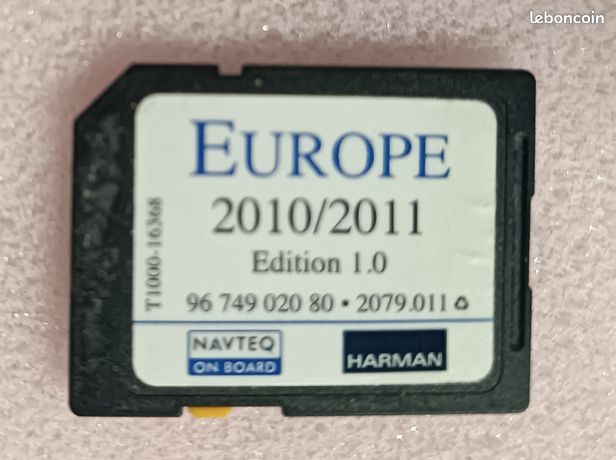 leboncoin
EUROPE
2010/2011
Edition 1.0
96 749 020 80 • 2079.011
T1000-16368
NAVTEQ
ON BOARD
HARMAN